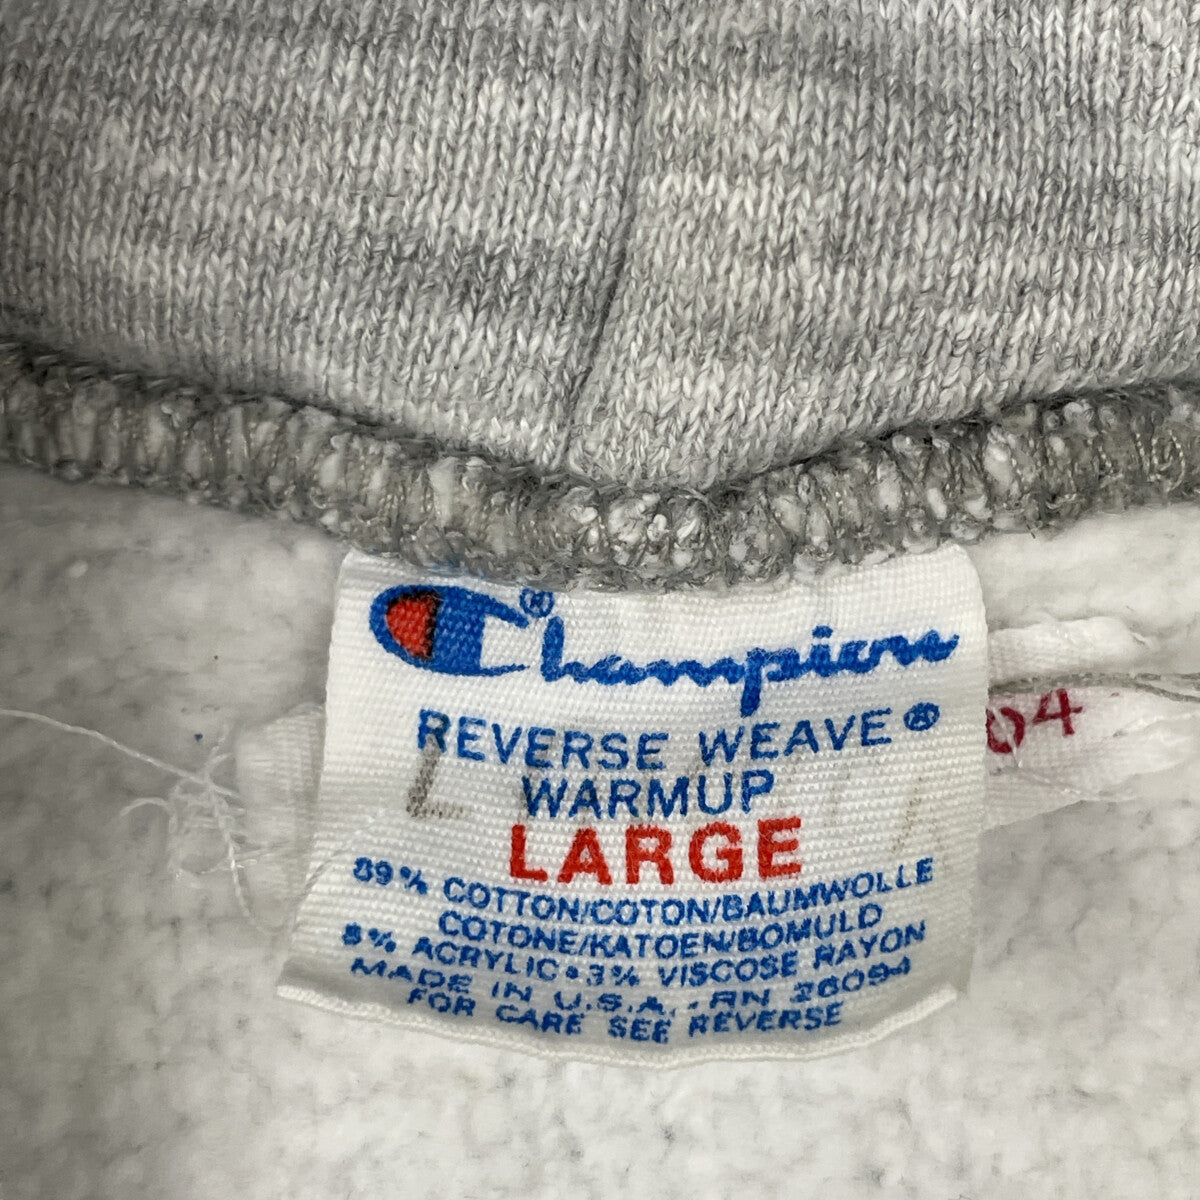 Champion®
REVERSE WEAVE®
WARMUP
LARGE
89% COTTON/COTON/BAUMWOLLE
COTONE/KATOEN/BOMULD
8% ACRYLIC • 3% VISCOSE RAYON
MADE IN U.S.A. - RN 26094
FOR CARE SEE REVERSE
04